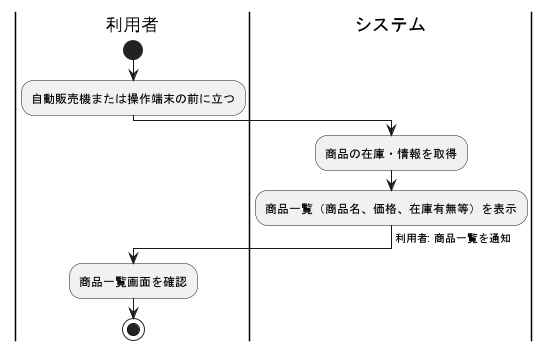 利用者
システム
自動販売機または操作端末の前に立つ
商品の在庫・情報を取得
商品一覧（商品名、価格、在庫有無等）を表示
利用者: 商品一覧を通知
商品一覧画面を確認